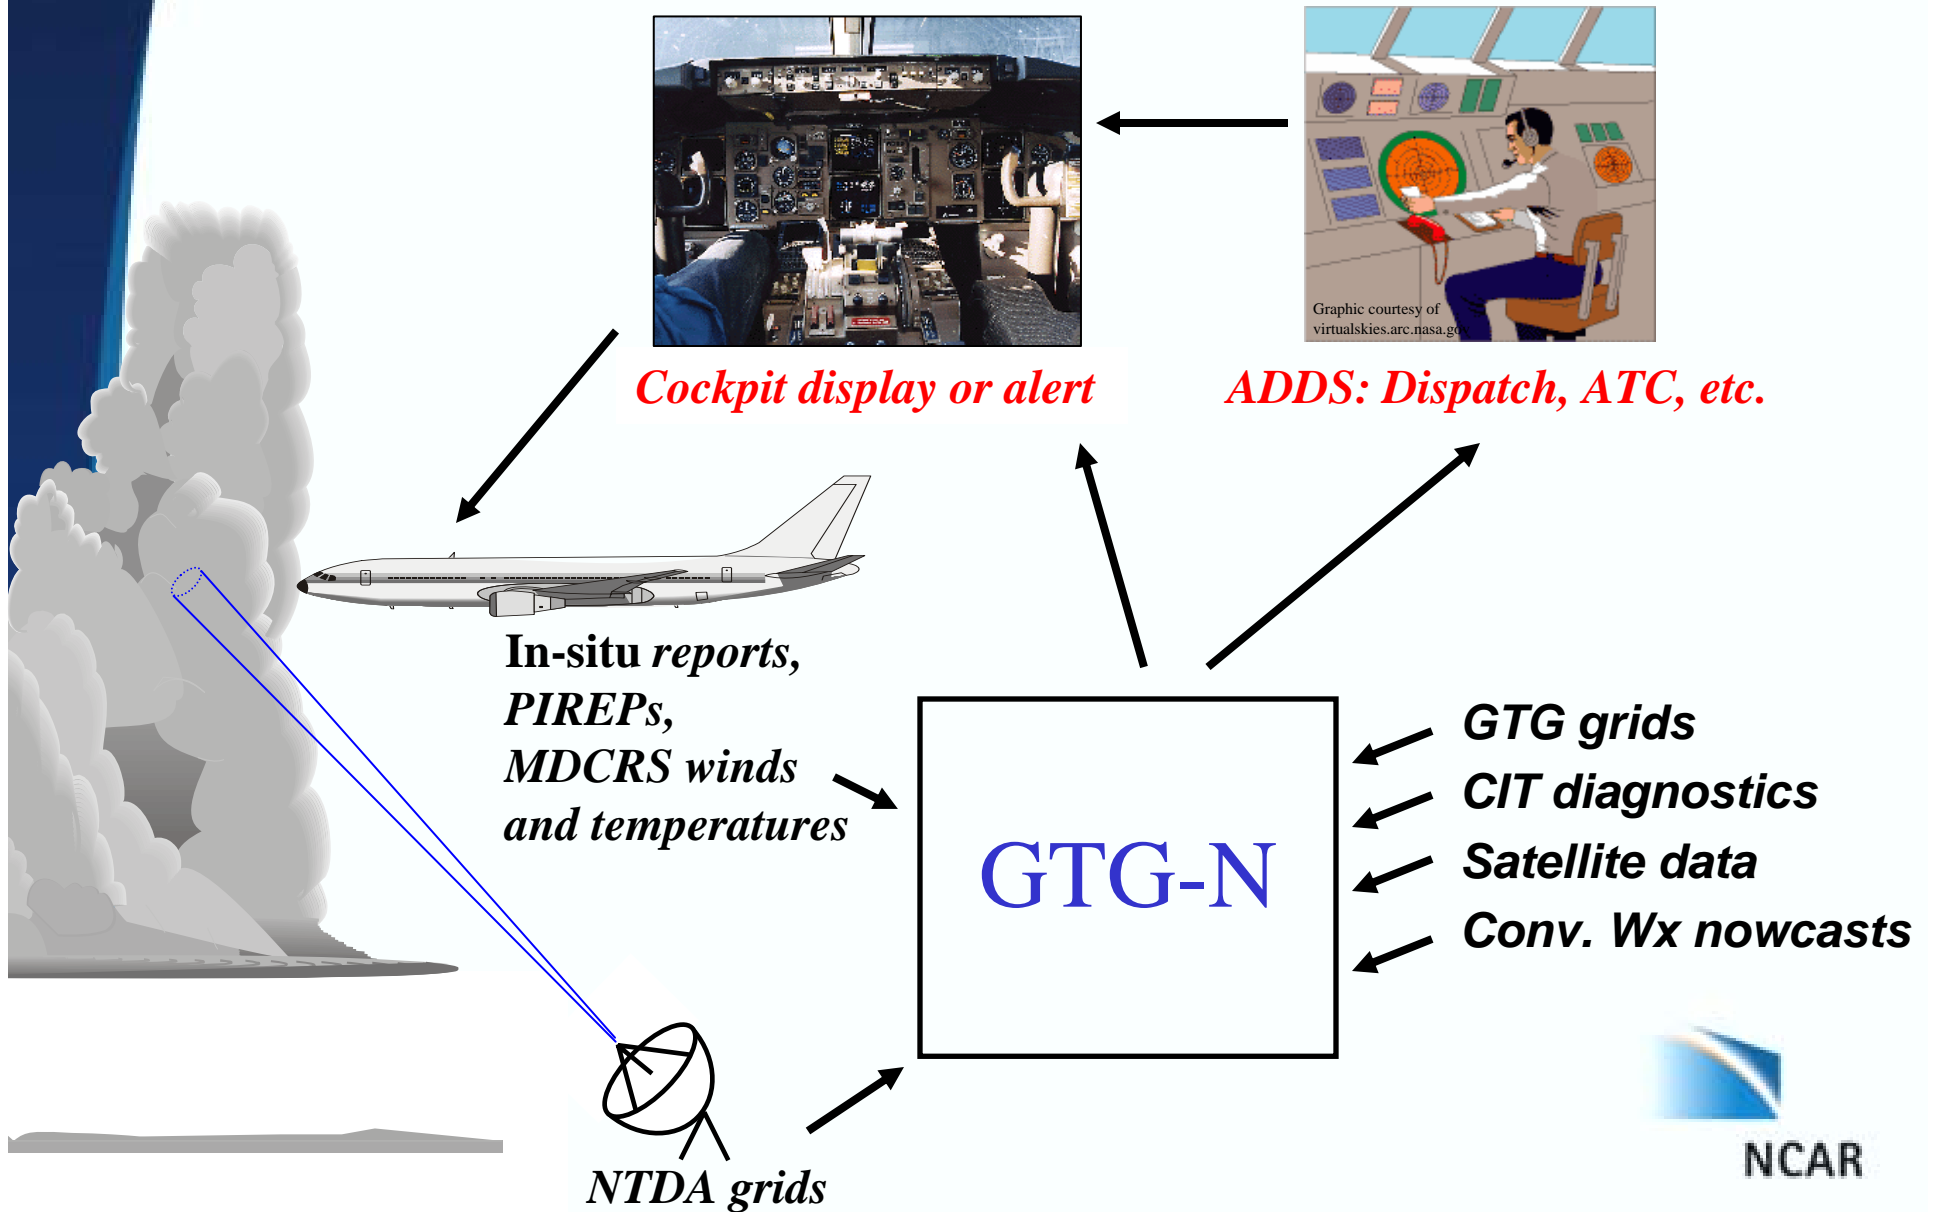 Graphic courtesy of
virtualskies.arc.nasa.gov
Cockpit display or alert
ADDS: Dispatch, ATC, etc.
In-situ reports,
PIREPs,
MDCRS winds
and temperatures
GTG-N
GTG grids
CIT diagnostics
Satellite data
Conv. Wx nowcasts
NTDA grids
NCAR